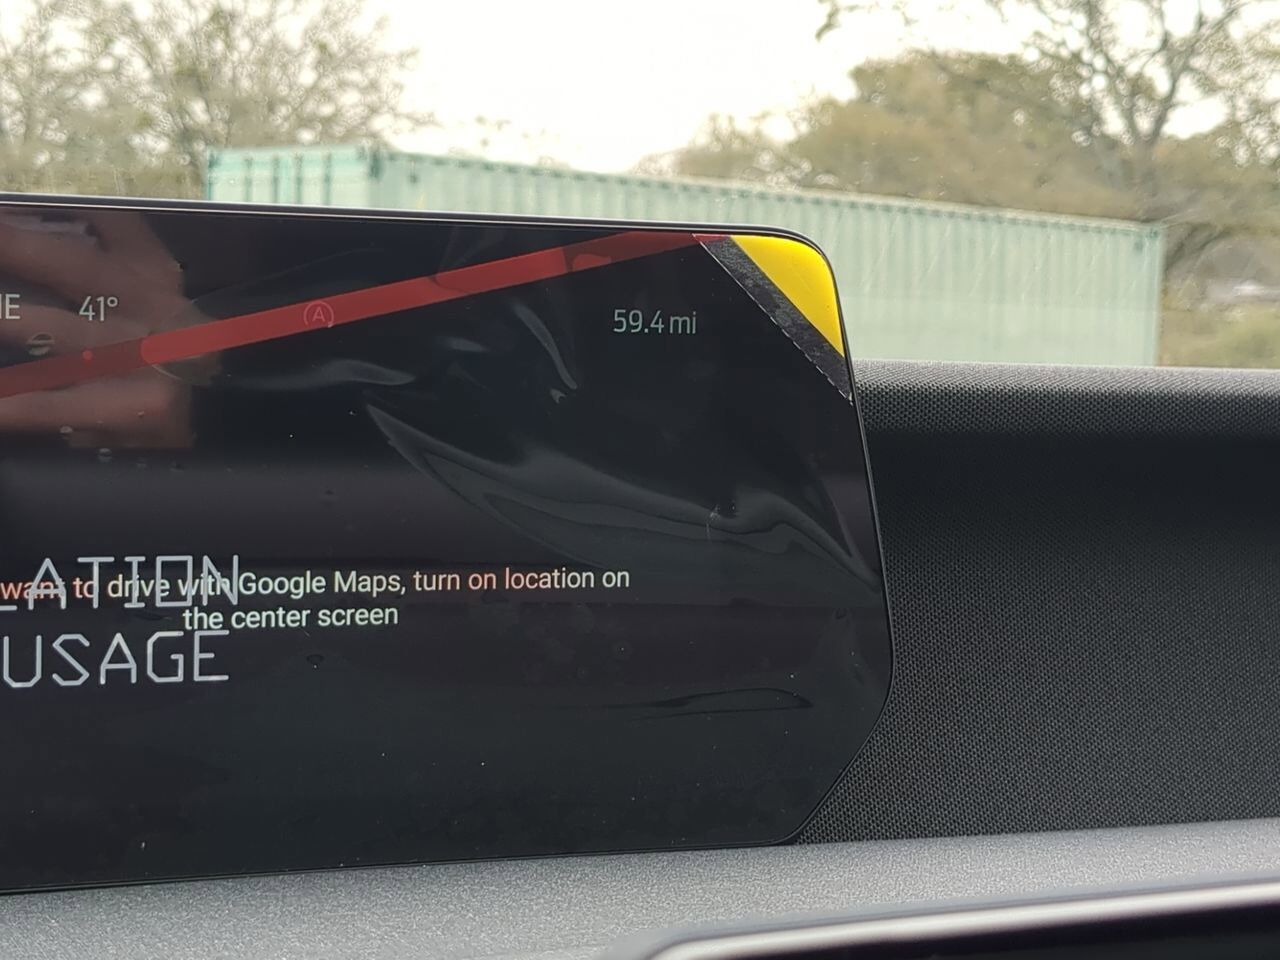 41°
59.4 mi
want to drive with Google Maps, turn on location on
the center screen
LATION
USAGE